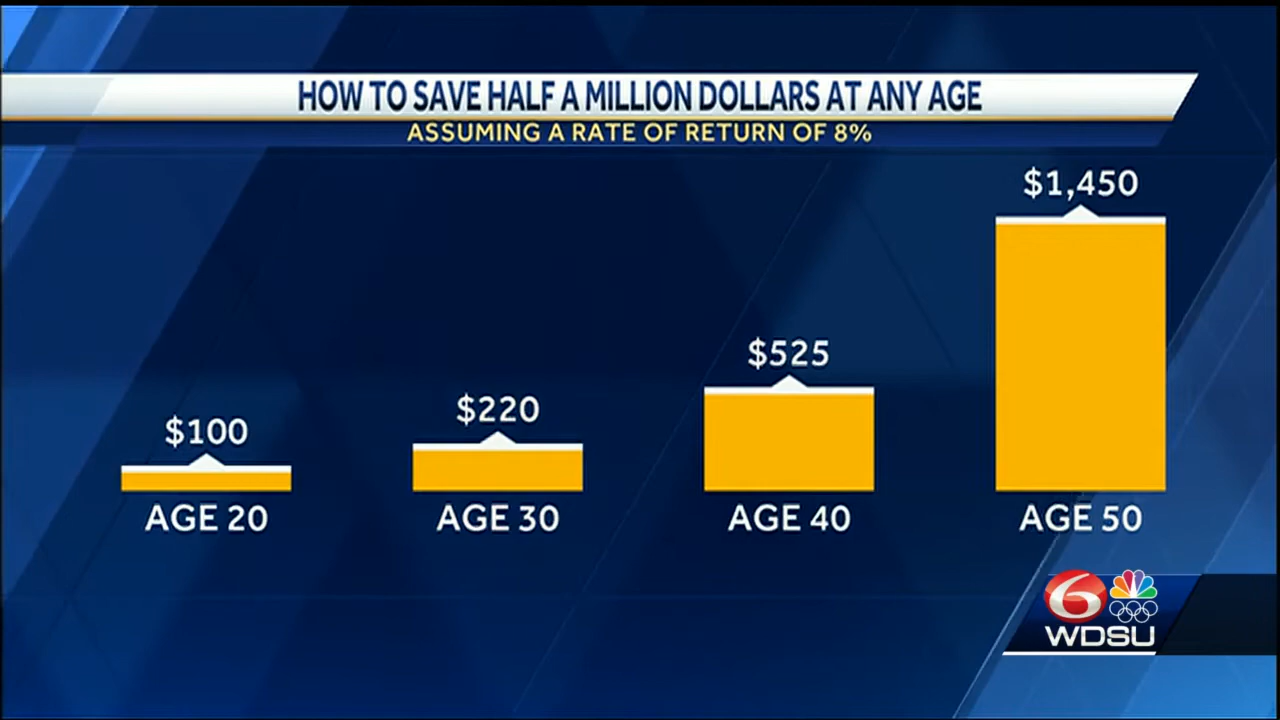 HOW TO SAVE HALF A MILLION DOLLARS AT ANY AGE
ASSUMING A RATE OF RETURN OF 8%
$100
$220
$525
$1,450
AGE 20
AGE 30
AGE 40
AGE 50
6
WDSU